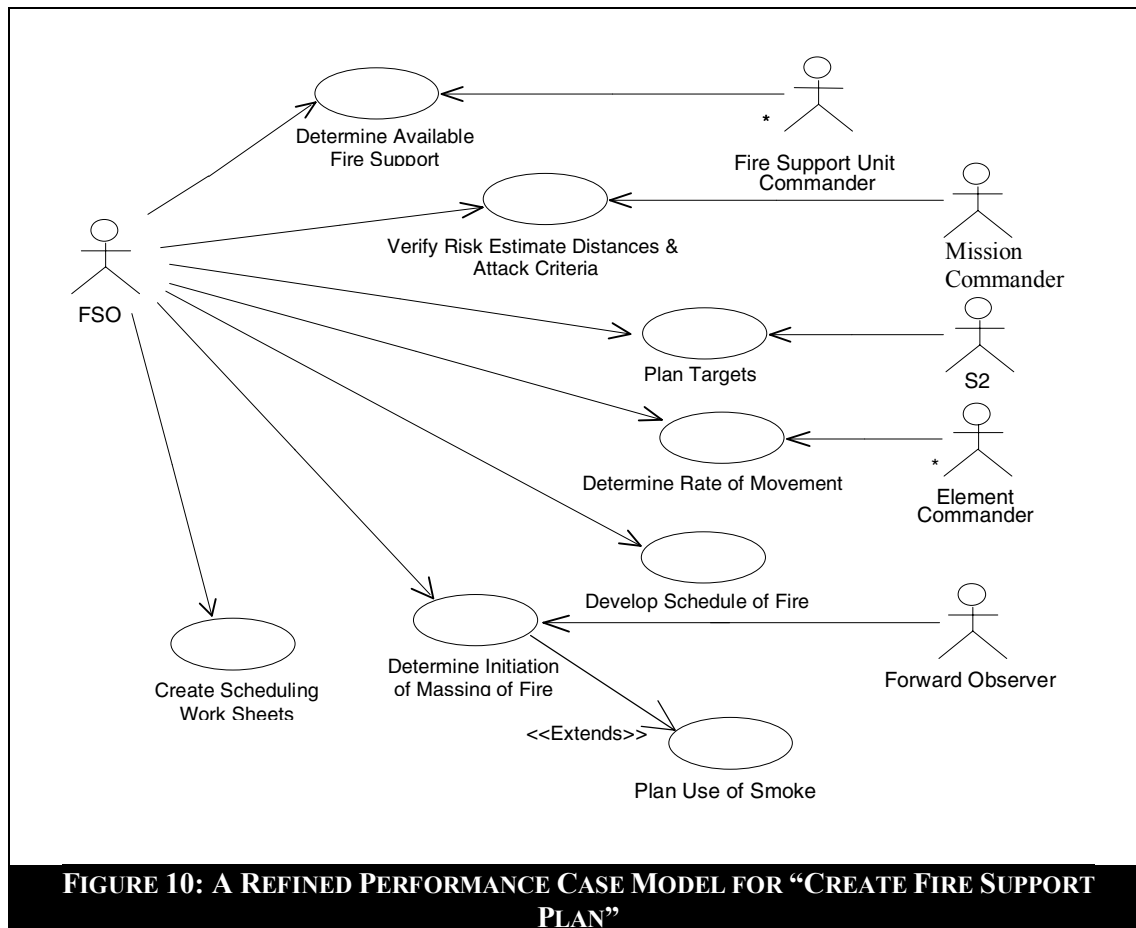 *
Determine Available
Fire Support
Fire Support Unit
Commander
Verify Risk Estimate Distances &
Attack Criteria
Mission
Commander
FSO
Plan Targets
S2
Determine Rate of Movement
*
Element
Commander
Develop Schedule of Fire
Determine Initiation
of Massing of Fire
Forward Observer
Create Scheduling
Work Sheets
<<Extends>>
Plan Use of Smoke
FIGURE 10: A REFINED PERFORMANCE CASE MODEL FOR “CREATE FIRE SUPPORT
PLAN”